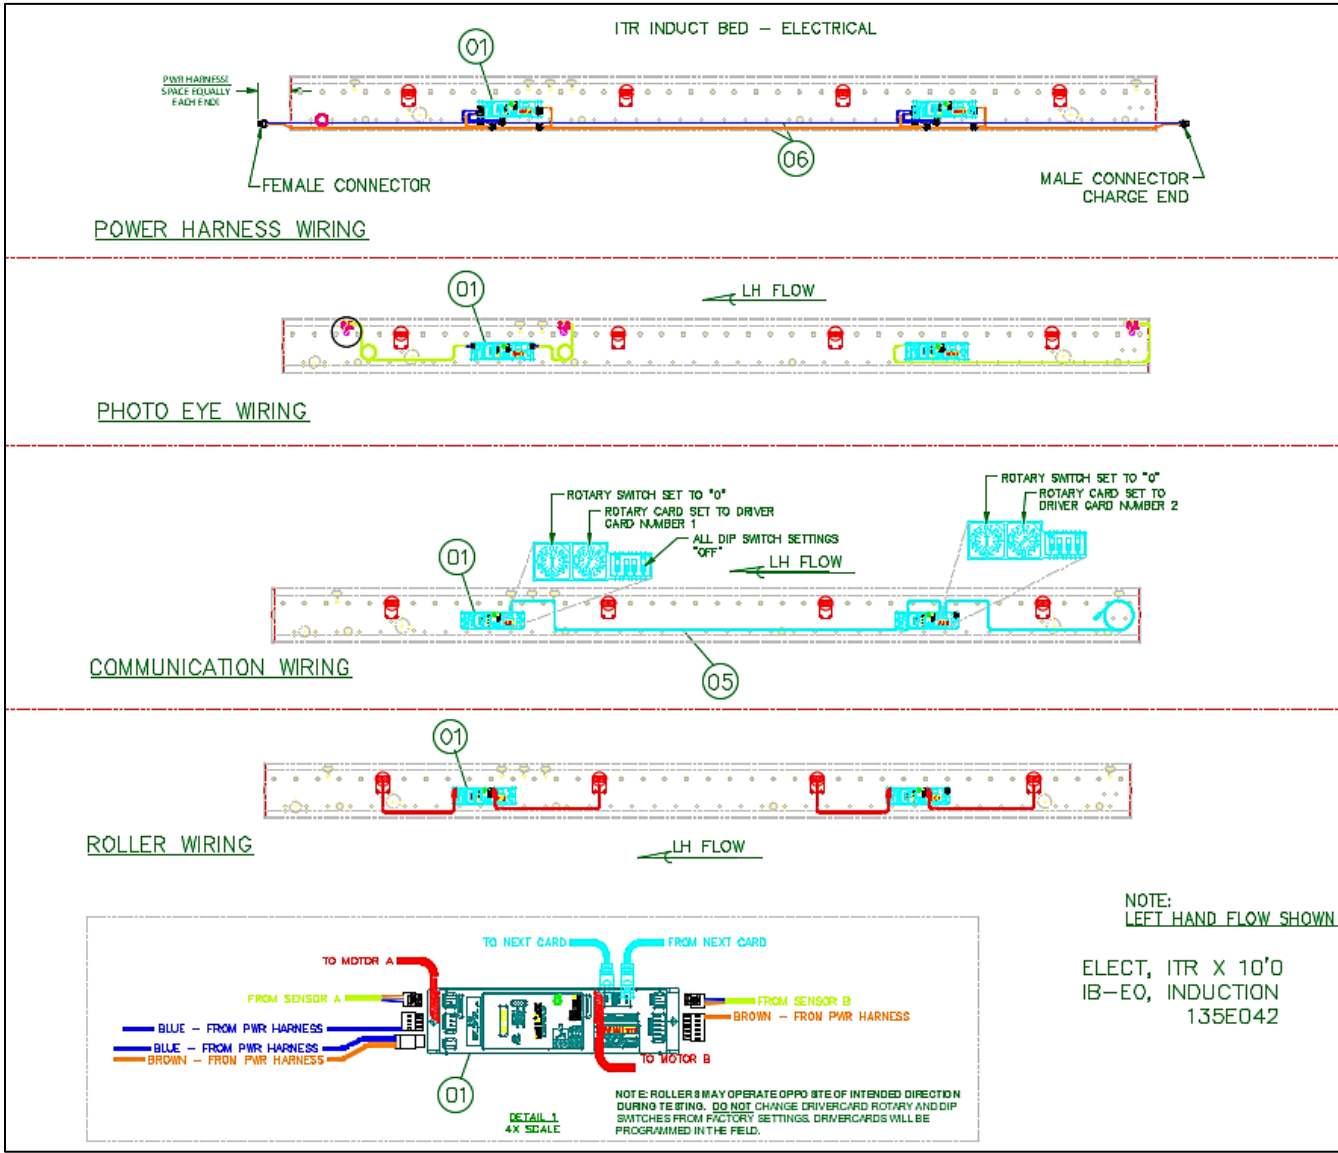 ITR INDUCT BED - ELECTRICAL
01
PWR HARNESS:
SPACE EQUALLY
EACH END!
06
FEMALE CONNECTOR
MALE CONNECTOR
CHARGE END
POWER HARNESS WIRING
01
LH FLOW
PHOTO EYE WIRING
ROTARY SWITCH SET TO "0"
ROTARY CARD SET TO
DRIVER CARD NUMBER 2
ROTARY SWITCH SET TO "0"
ROTARY CARD SET TO DRIVER
CARD NUMBER 1
ALL DIP SWITCH SETTINGS
"OFF"
01
LH FLOW
COMMUNICATION WIRING
05
01
ROLLER WIRING
LH FLOW
NOTE:
LEFT HAND FLOW SHOWN
ELECT, ITR X 10'0
IB-EO, INDUCTION
135E042
TO NEXT CARD
FROM NEXT CARD
TO MOTOR A
FROM SENSOR A
FROM SENSOR B
BROWN - FROM PWR HARNESS
BLUE - FROM PWR HARNESS
BLUE - FROM PWR HARNESS
BROWN - FROM PWR HARNESS
TO MOTOR B
01
DETAIL 1
4X SCALE
NOTE: ROLLERS MAY OPERATE OPPOSITE OF INTENDED DIRECTION
DURING TESTING. DO NOT CHANGE DRIVERCARD ROTARY AND DIP
SWITCHES FROM FACTORY SETTINGS. DRIVERCARDS WILL BE
PROGRAMMED IN THE FIELD.